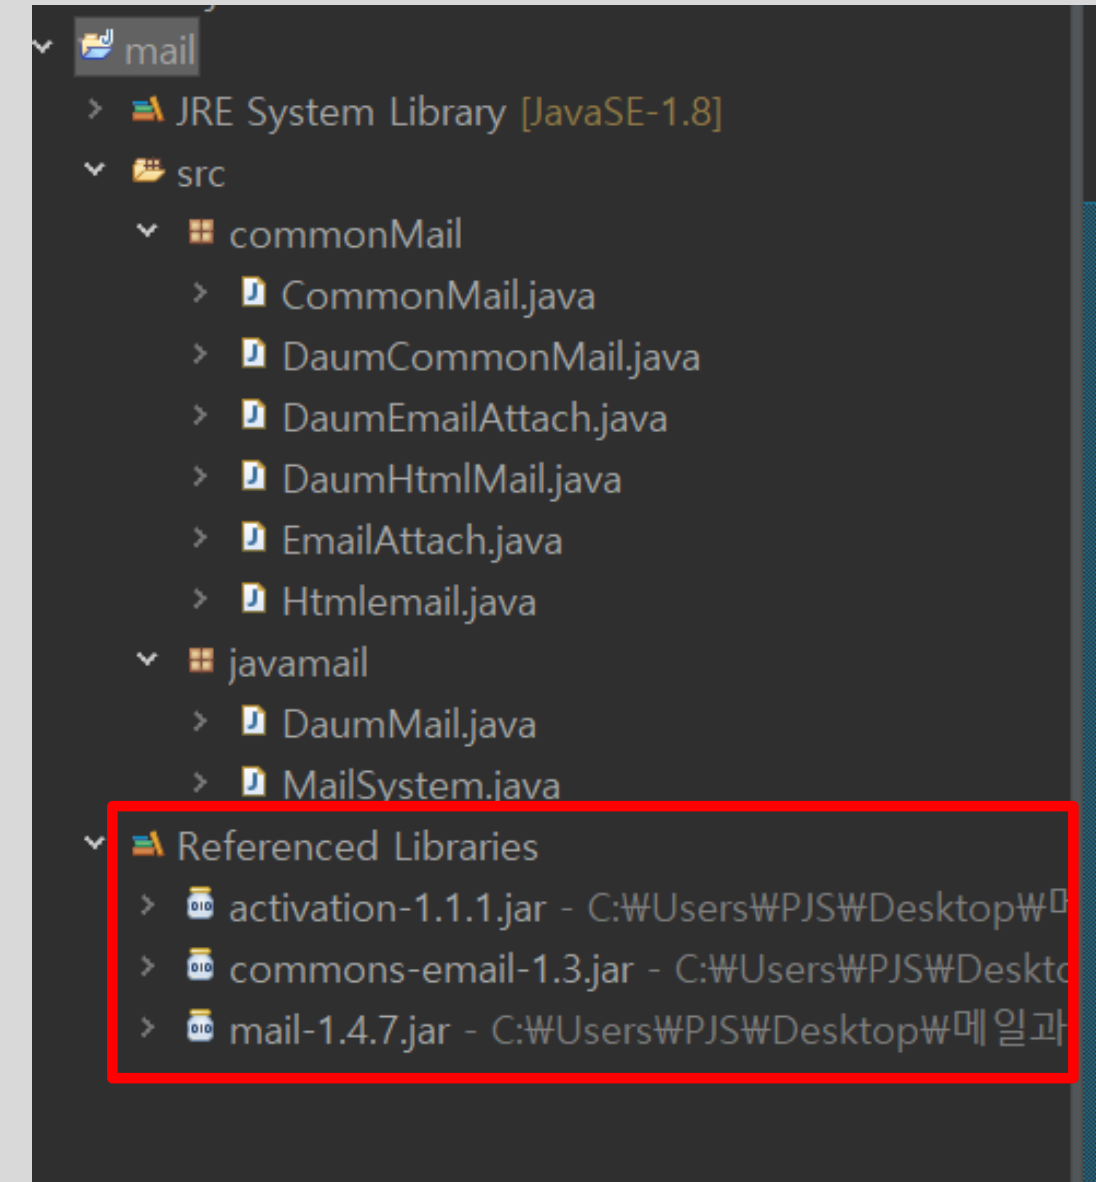 mail
JRE System Library [JavaSE-1.8]
src
commonMail
CommonMail.java
DaumCommonMail.java
DaumEmailAttach.java
DaumHtmlMail.java
EmailAttach.java
Htmlemail.java
javamail
DaumMail.java
MailSystem.java
Referenced Libraries
activation-1.1.1.jar - C:₩Users₩PJS₩Desktop₩
commons-email-1.3.jar - C:₩Users₩PJS₩Deskto
mail-1.4.7.jar - C:₩Users₩PJS₩Desktop₩메일과